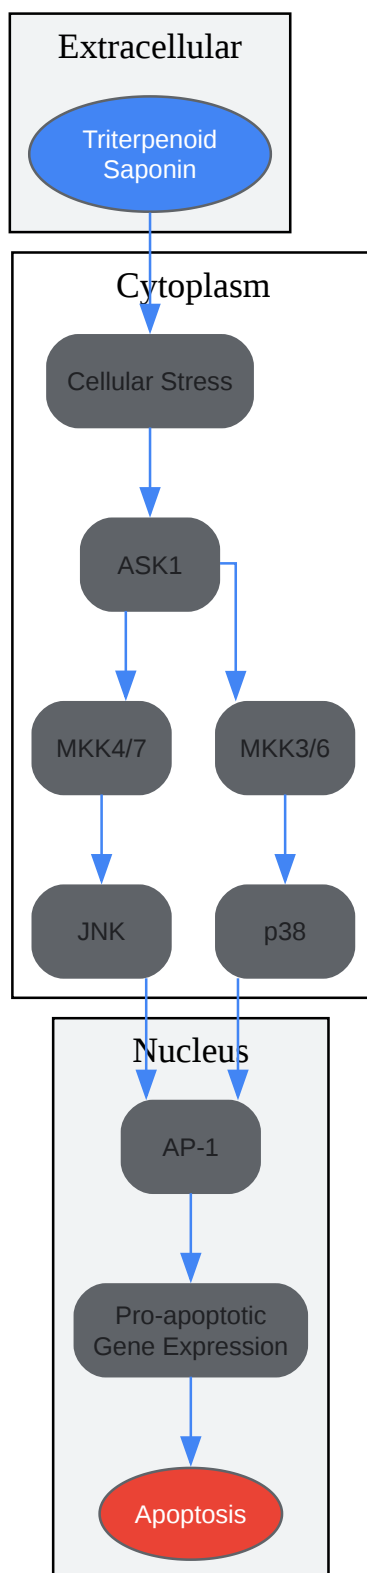 Extracellular
Triterpenoid
Saponin
Cytoplasm
Cellular Stress
ASK1
MKK4/7
MKK3/6
JNK
p38
Nucleus
AP-1
Pro-apoptotic
Gene Expression
Apoptosis